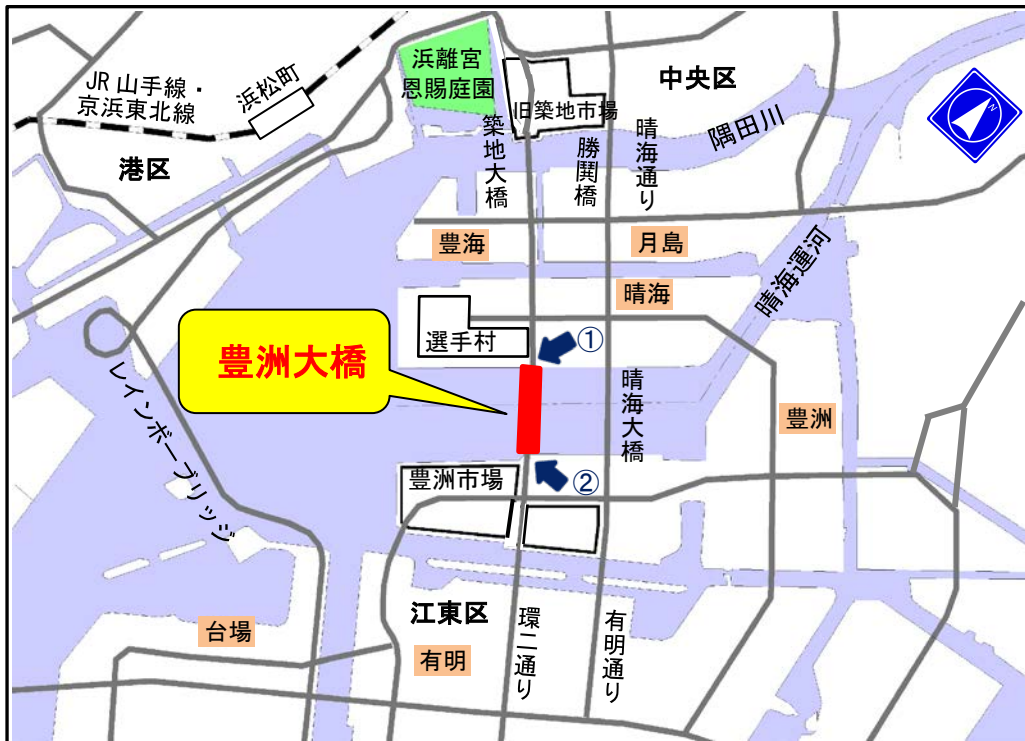 浜離宮
恩賜庭園
JR山手線・
京浜東北線
浜松町
旧築地市場
中央区
港区
築地大橋
勝鬨橋
晴海通り
隅田川
豊海
月島
晴海
晴海運河
選手村
①
豊洲大橋
晴海大橋
レインボーブリッジ
豊洲
豊洲市場
②
江東区
台場
有明
環二通り
有明通り
N